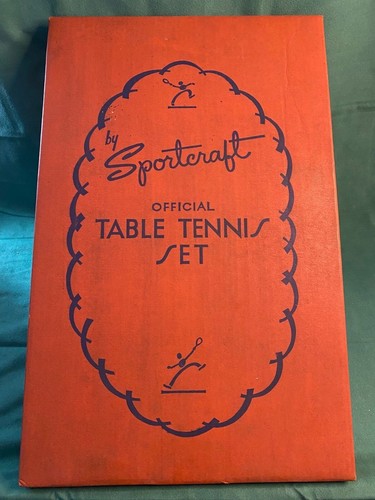 by
Sportcraft
OFFICIAL
TABLE TENNIS
SET